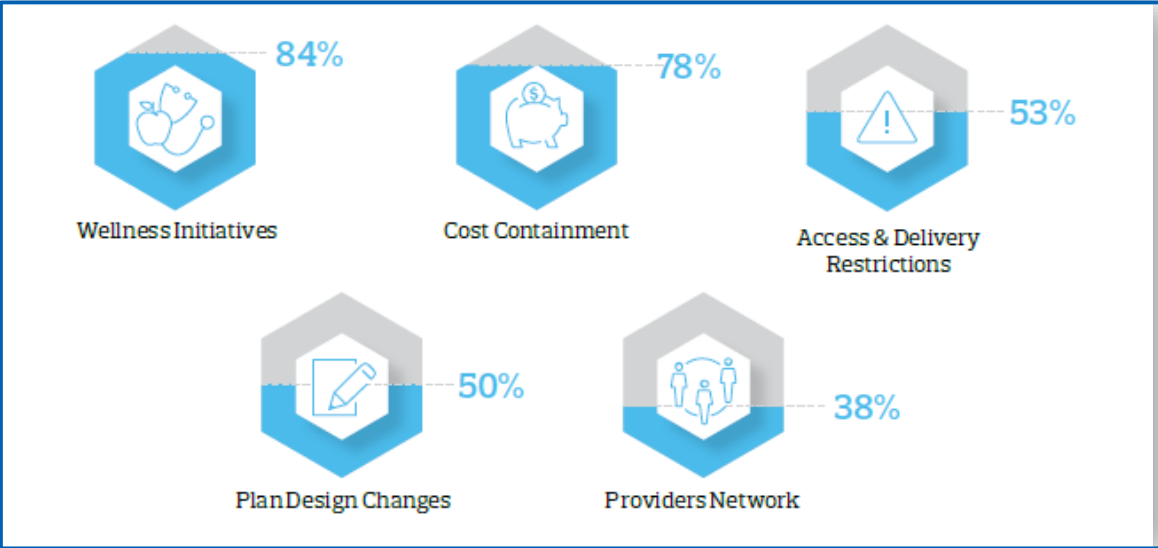 84%
Wellness Initiatives
$
78%
Cost Containment
!
53%
Access & Delivery
Restrictions
50%
Plan Design Changes
38%
Providers Network